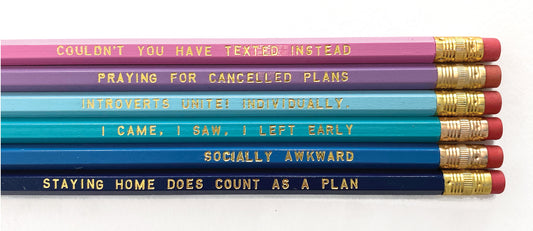 COULDN'T YOU HAVE TEXTED INSTEAD
PRAYING FOR CANCELLED PLANS
INTROVERTS UNITE! INDIVIDUALLY.
I CAME, I SAW, I LEFT EARLY
SOCIALLY AWKWARD
STAYING HOME DOES COUNT AS A PLAN